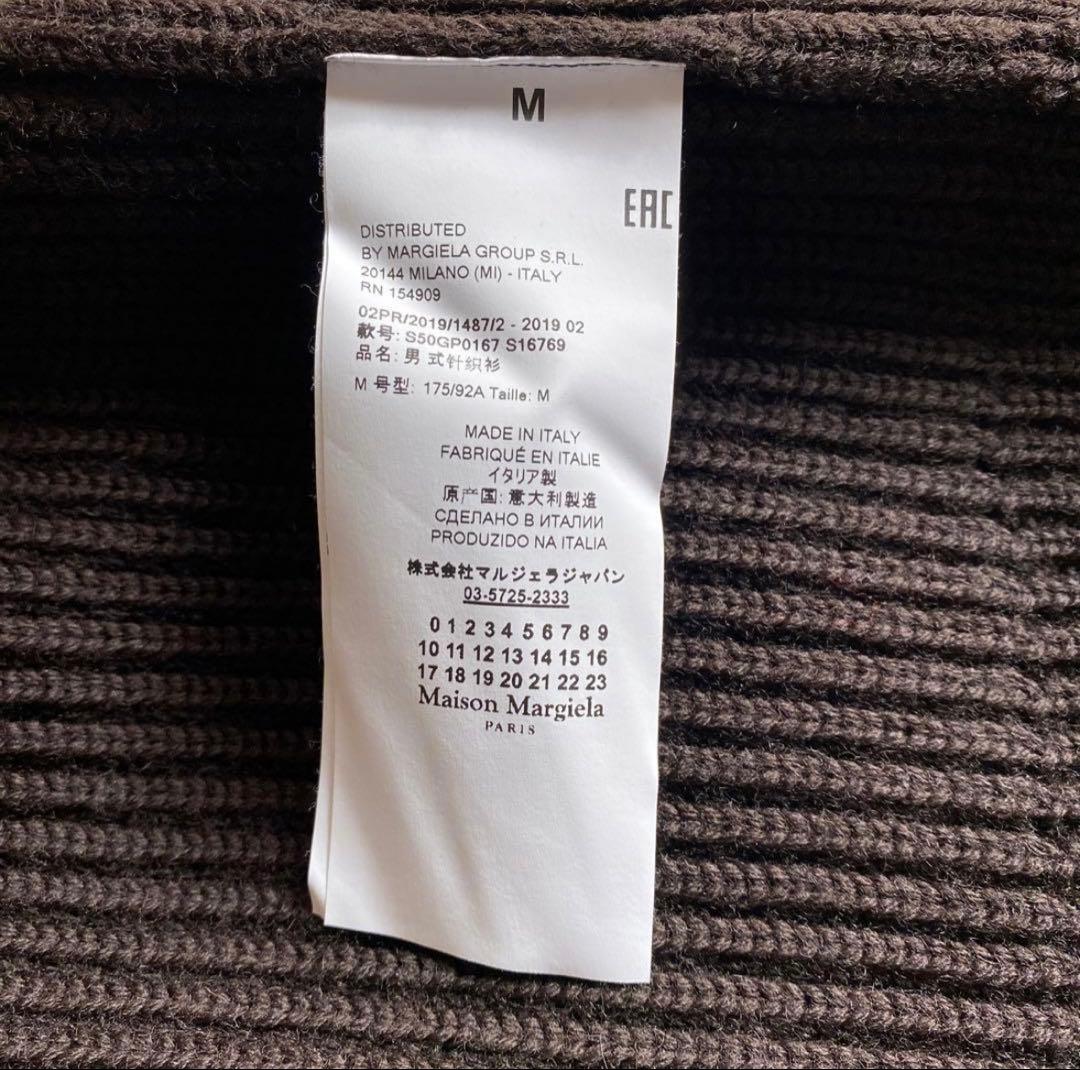 M
EAC
DISTRIBUTED
BY MARGIELA GROUP S.R.L.
20144 MILANO (MI) - ITALY
RN 154909
02PR/2019/1487/2 - 2019 02
款号: S50GP0167 S16769
品名: 男式针织衫
M 号型: 175/92A Taille: M
MADE IN ITALY
FABRIQUÉ EN ITALIE
イタリア製
原产国: 意大利製造
СДЕЛАНО В ИТАЛИИ
PRODUZIDO NA ITALIA
株式会社マルジェラジャパン
03-5725-2333
0 1 2 3 4 5 6 7 8 9
10 11 12 13 14 15 16
17 18 19 20 21 22 23
Maison Margiela
PARIS